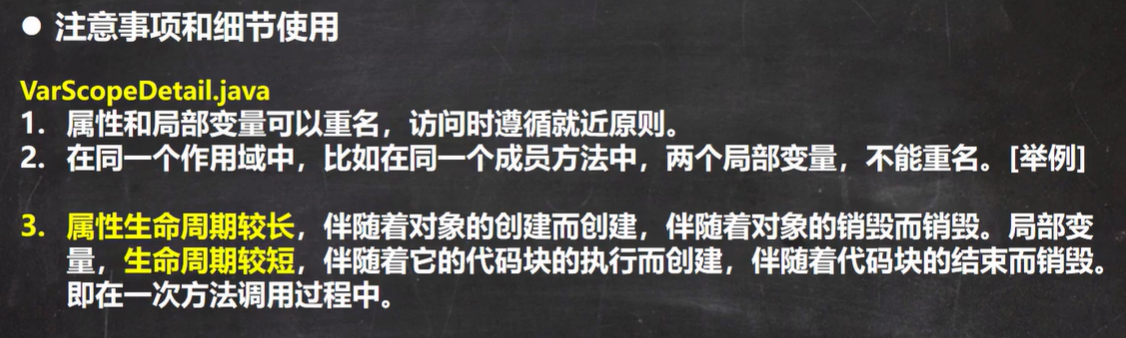 ● 注意事项和细节使用
VarScopeDetail.java
1. 属性和局部变量可以重名，访问时遵循就近原则。
2. 在同一个作用域中，比如在同一个成员方法中，两个局部变量，不能重名。[举例]
3. 属性生命周期较长，伴随着对象的创建而创建，伴随着对象的销毁而销毁。局部变
量，生命周期较短，伴随着它的代码块的执行而创建，伴随着代码块的结束而销毁。
即在一次方法调用过程中。